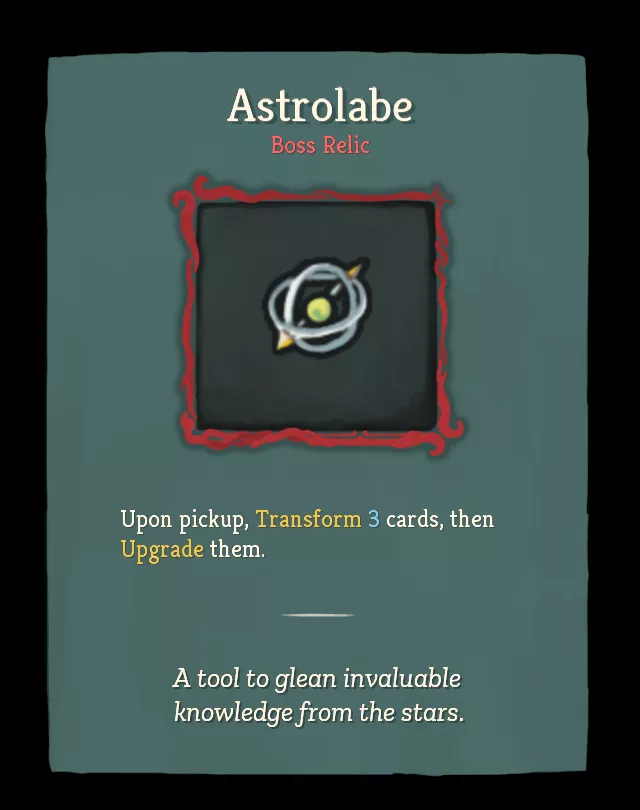 Astrolabe
Boss Relic
Upon pickup, Transform 3 cards, then
Upgrade them.
A tool to glean invaluable
knowledge from the stars.